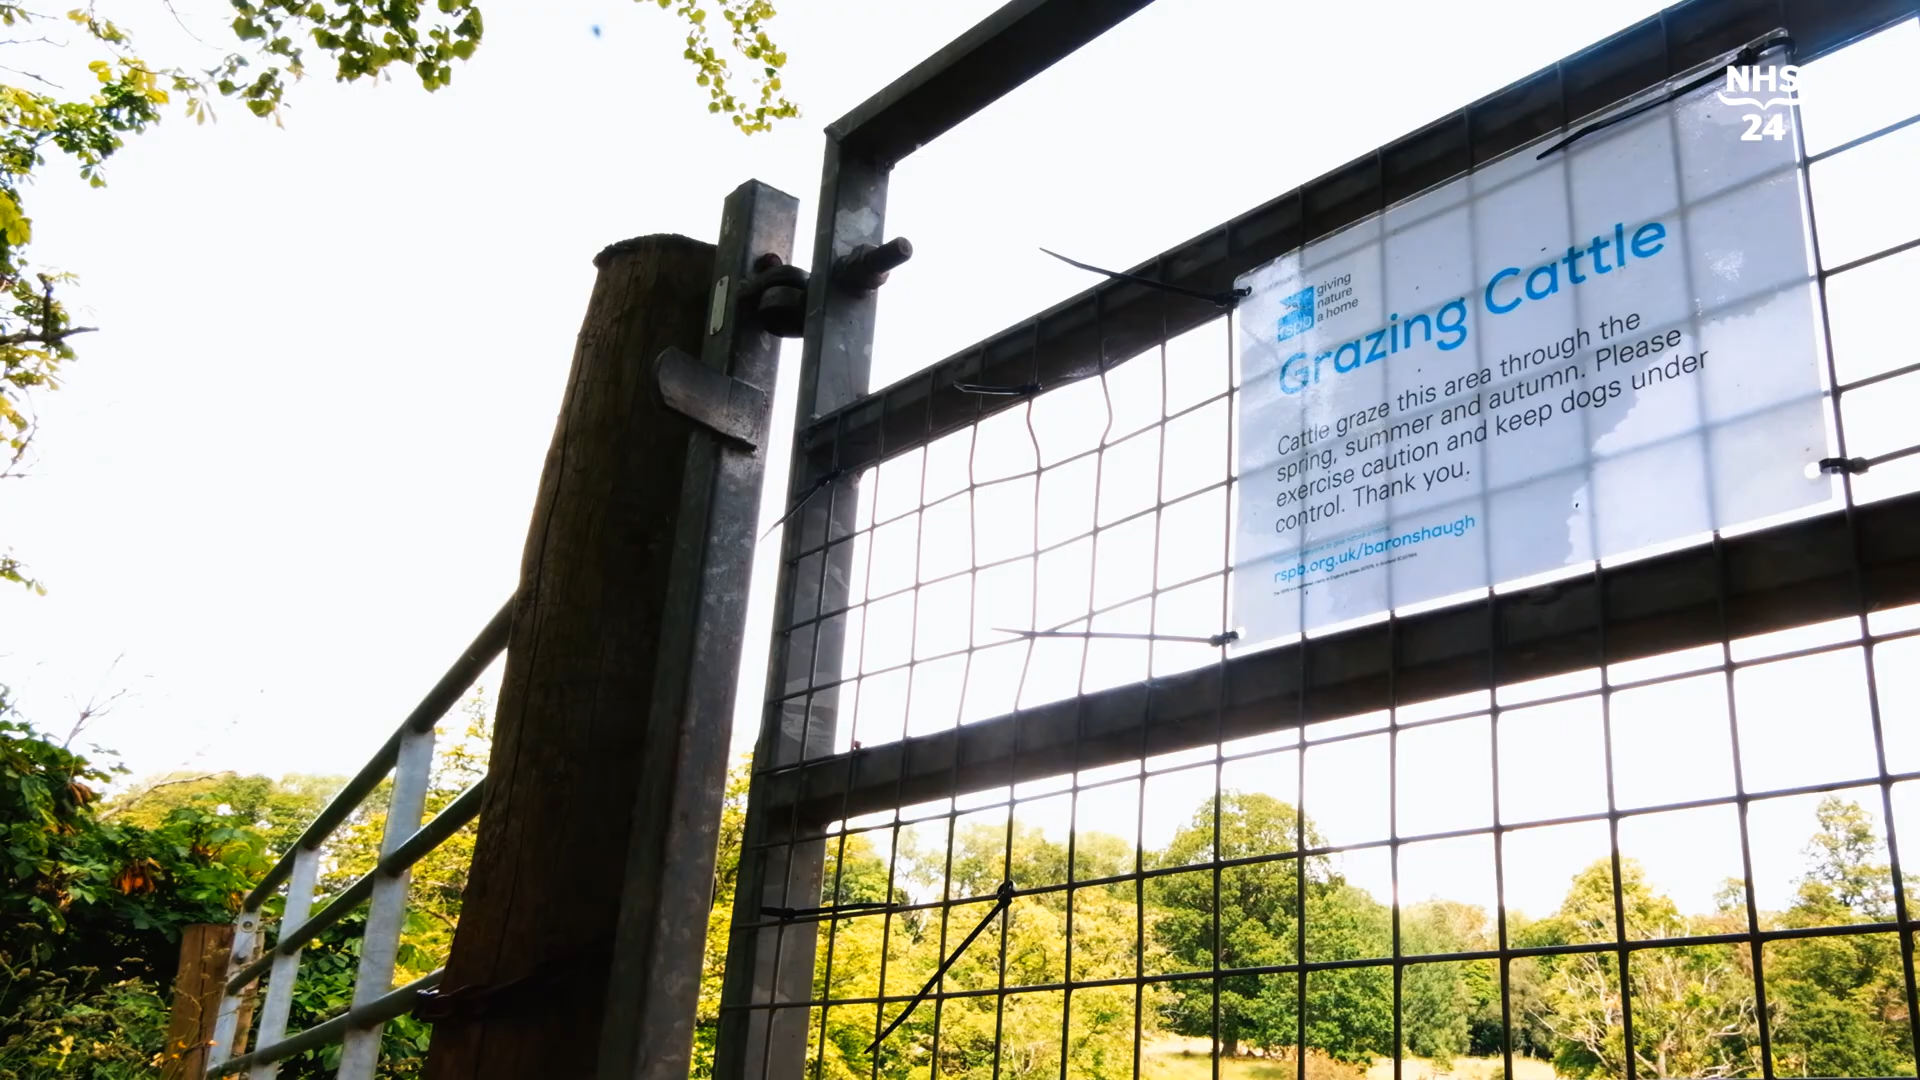 NHS
24
giving
nature
a home
rspb
Grazing Cattle
Cattle graze this area through the
spring, summer and autumn. Please
exercise caution and keep dogs under
control. Thank you.
rspb.org.uk/baronshaugh